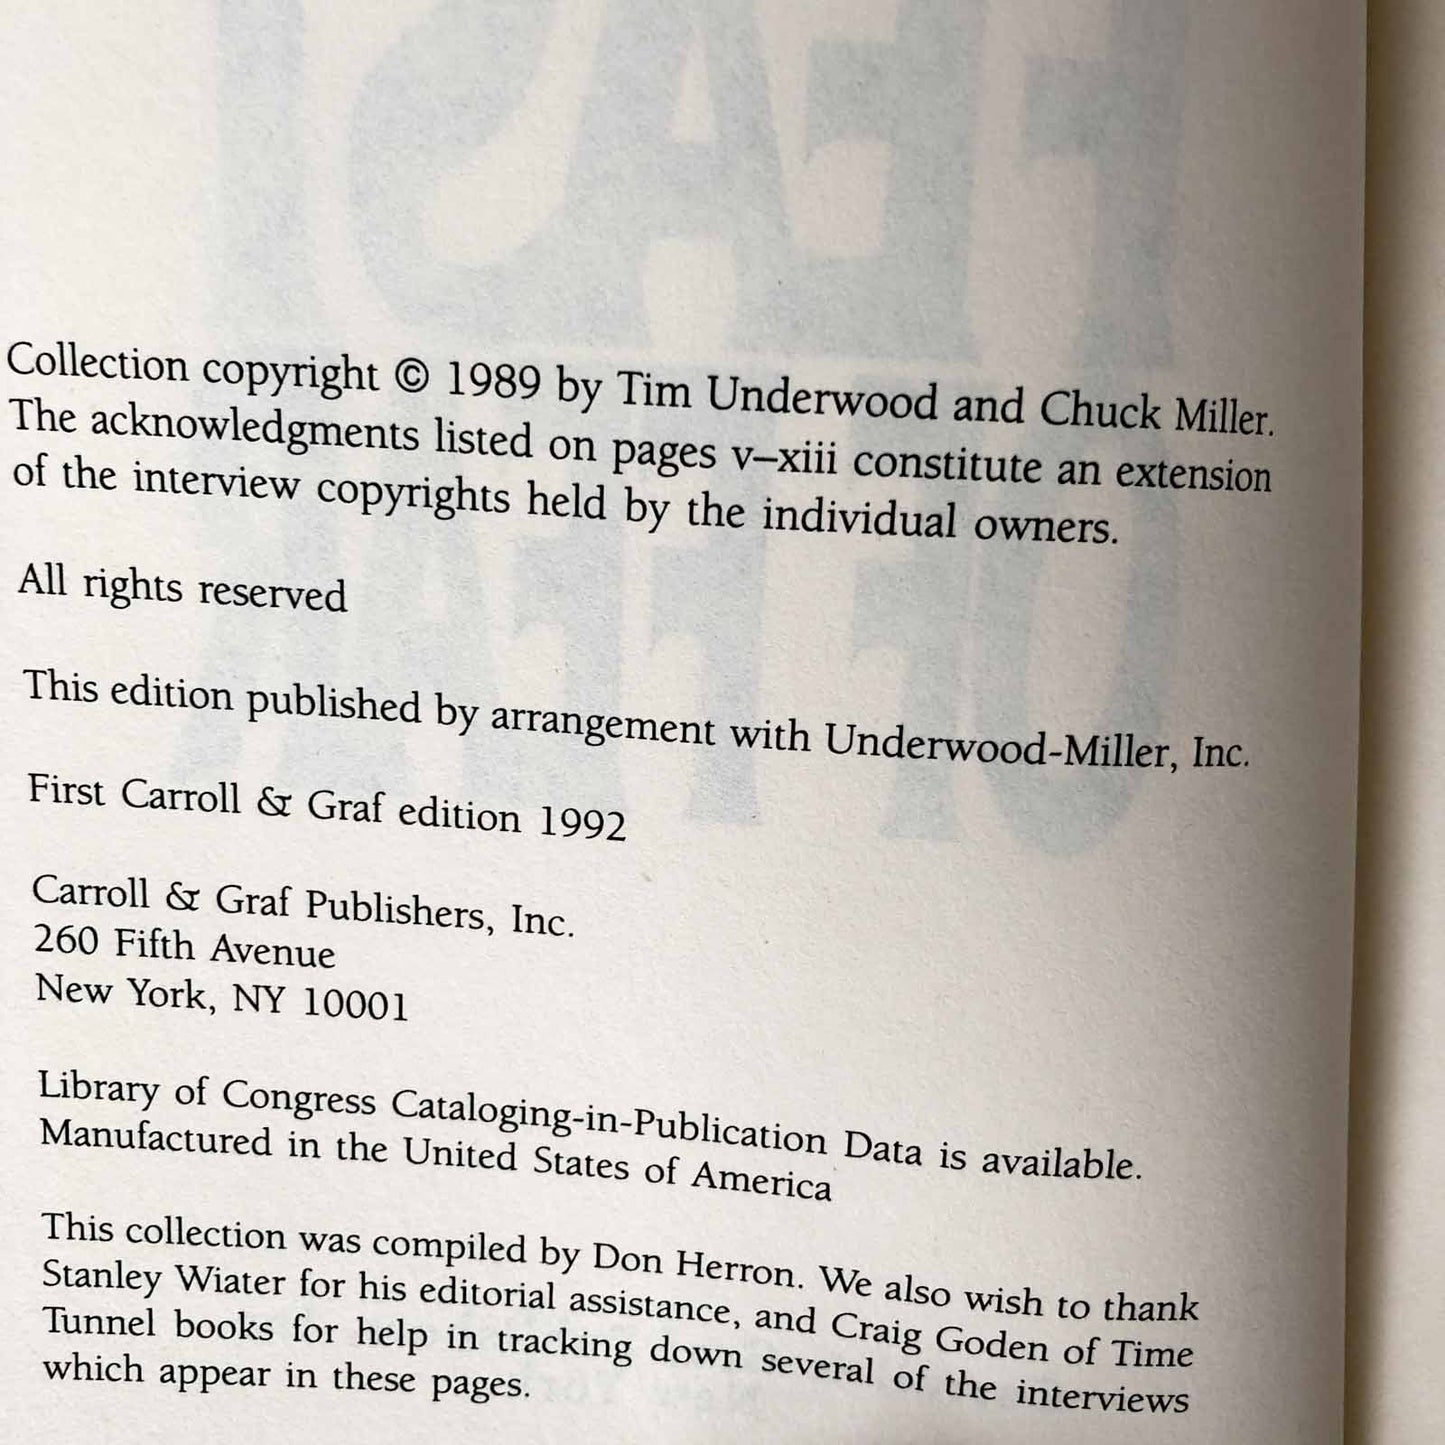 Collection copyright © 1989 by Tim Underwood and Chuck Miller.
The acknowledgments listed on pages v–xiii constitute an extension
of the interview copyrights held by the individual owners.
All rights reserved
This edition published by arrangement with Underwood-Miller, Inc.
First Carroll & Graf edition 1992
Carroll & Graf Publishers, Inc.
260 Fifth Avenue
New York, NY 10001
Library of Congress Cataloging-in-Publication Data is available.
Manufactured in the United States of America
This collection was compiled by Don Herron. We also wish to thank
Stanley Wiater for his editorial assistance, and Craig Goden of Time
Tunnel books for help in tracking down several of the interviews
which appear in these pages.